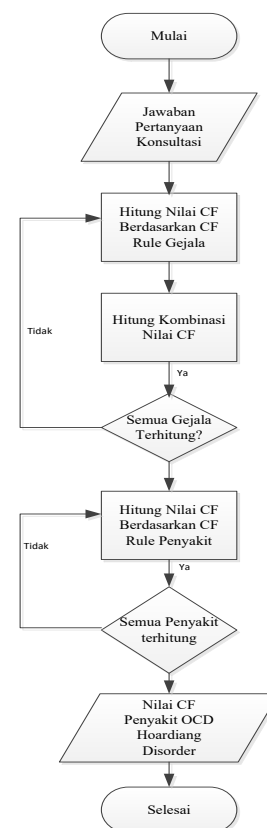 Mulai
Jawaban
Pertanyaan
Konsultasi
Hitung Nilai CF
Berdasarkan CF
Rule Gejala
Hitung Kombinasi
Nilai CF
Tidak
Ya
Semua Gejala
Terhitung?
Hitung Nilai CF
Berdasarkan CF
Rule Penyakit
Tidak
Ya
Semua Penyakit
terhitung
Nilai CF
Penyakit OCD
Hoardiang
Disorder
Selesai